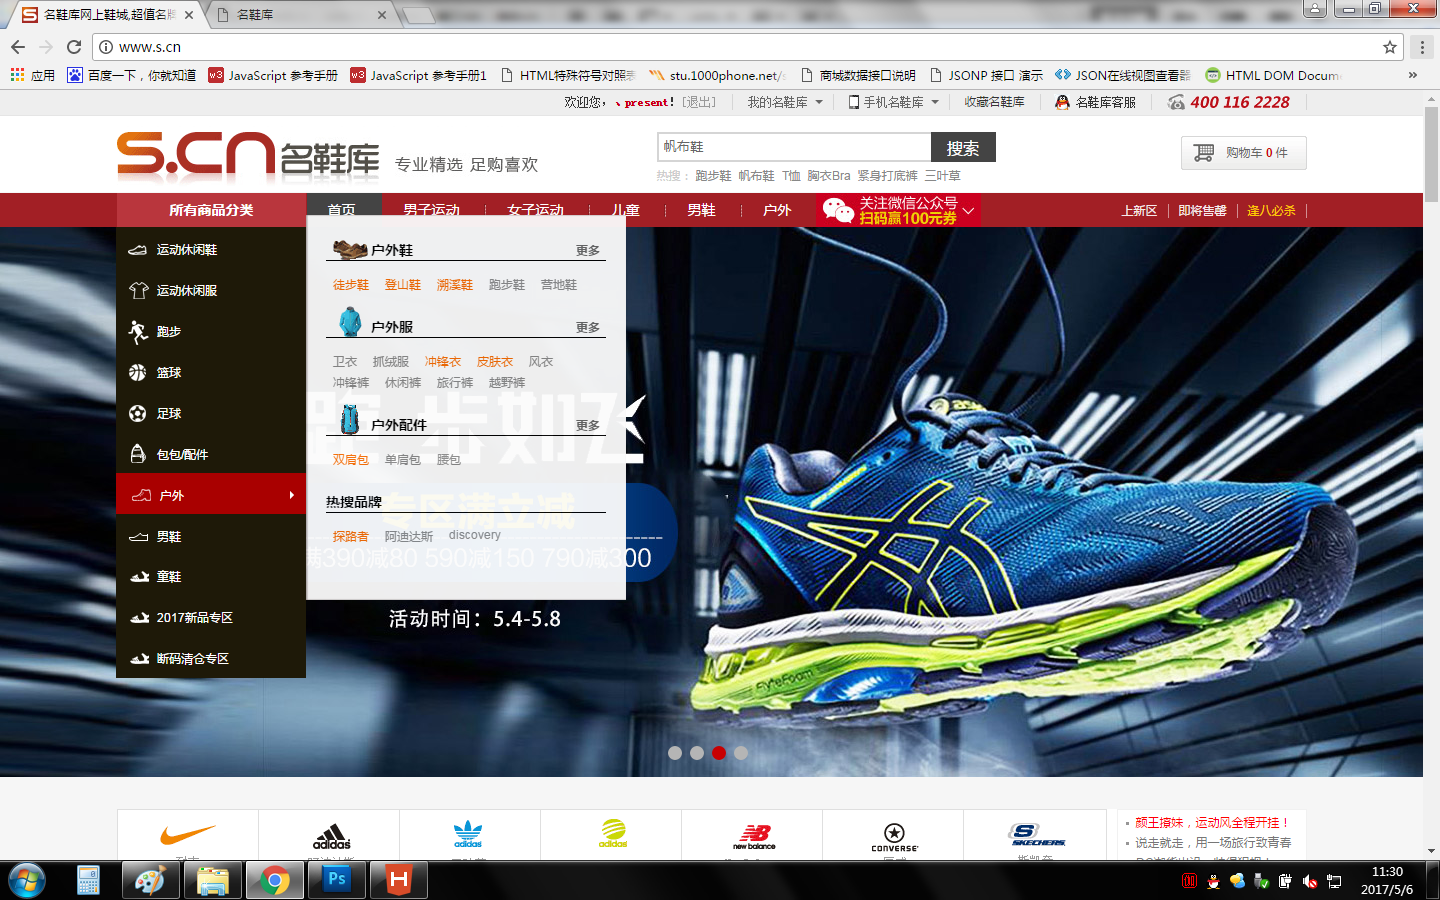 名鞋库网上鞋城,超值名牌
名鞋库
www.s.cn
应用 百度一下，你就知道 JavaScript 参考手册 JavaScript 参考手册1 HTML特殊符号对照表 stu.1000phone.net/s 商城数据接口说明 JSONP 接口 演示 JSON在线视图查看器 HTML DOM Docum »
欢迎您，、present! [退出] 我的名鞋库 手机名鞋库 收藏名鞋库 名鞋库客服 400 116 2228
s.cn 名鞋库 专业精选 足购喜欢
帆布鞋 搜索
购物车 0 件
热搜： 跑步鞋 帆布鞋 T恤 胸衣Bra 紧身打底裤 三叶草
所有商品分类 首页 男子运动 女子运动 儿童 男鞋 户外
关注微信公众号
扫码赢100元券
上新区 即将售罄 逢八必杀
运动休闲鞋
运动休闲服
跑步
篮球
足球
包包/配件
户外
男鞋
童鞋
2017新品专区
断码清仓专区
户外鞋 更多
徒步鞋 登山鞋 溯溪鞋 跑步鞋 营地鞋
户外服 更多
卫衣 抓绒服 冲锋衣 皮肤衣 风衣
冲锋裤 休闲裤 旅行裤 越野裤
户外配件 更多
双肩包 单肩包 腰包
热搜品牌
探路者 阿迪达斯 discovery
跑 步如飞
专区满立减
满390减80 590减150 790减300
活动时间：5.4-5.8
FlyteFoam
adidas
adidas
adidas
new balance
CONVERSE
SKECHERS
颜王撩妹，运动风全程开挂！
说走就走，用一场旅行致青春
Ps
H
11:30
2017/5/6